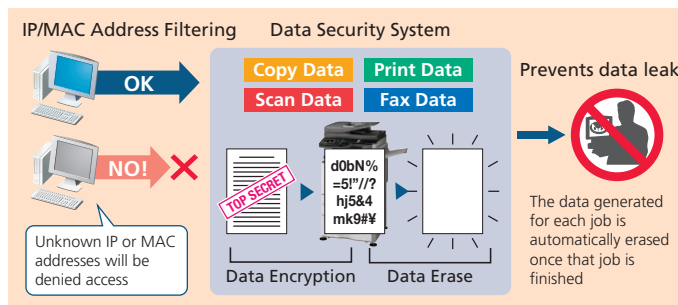 IP/MAC Address Filtering
Data Security System
OK
NO!
Unknown IP or MAC
addresses will be
denied access
Copy Data
Print Data
Scan Data
Fax Data
TOP SECRET
d0bN%
=5!"//?
hj5&4
mk9#¥
Data Encryption
Data Erase
Prevents data leak
The data generated
for each job is
automatically erased
once that job is
finished